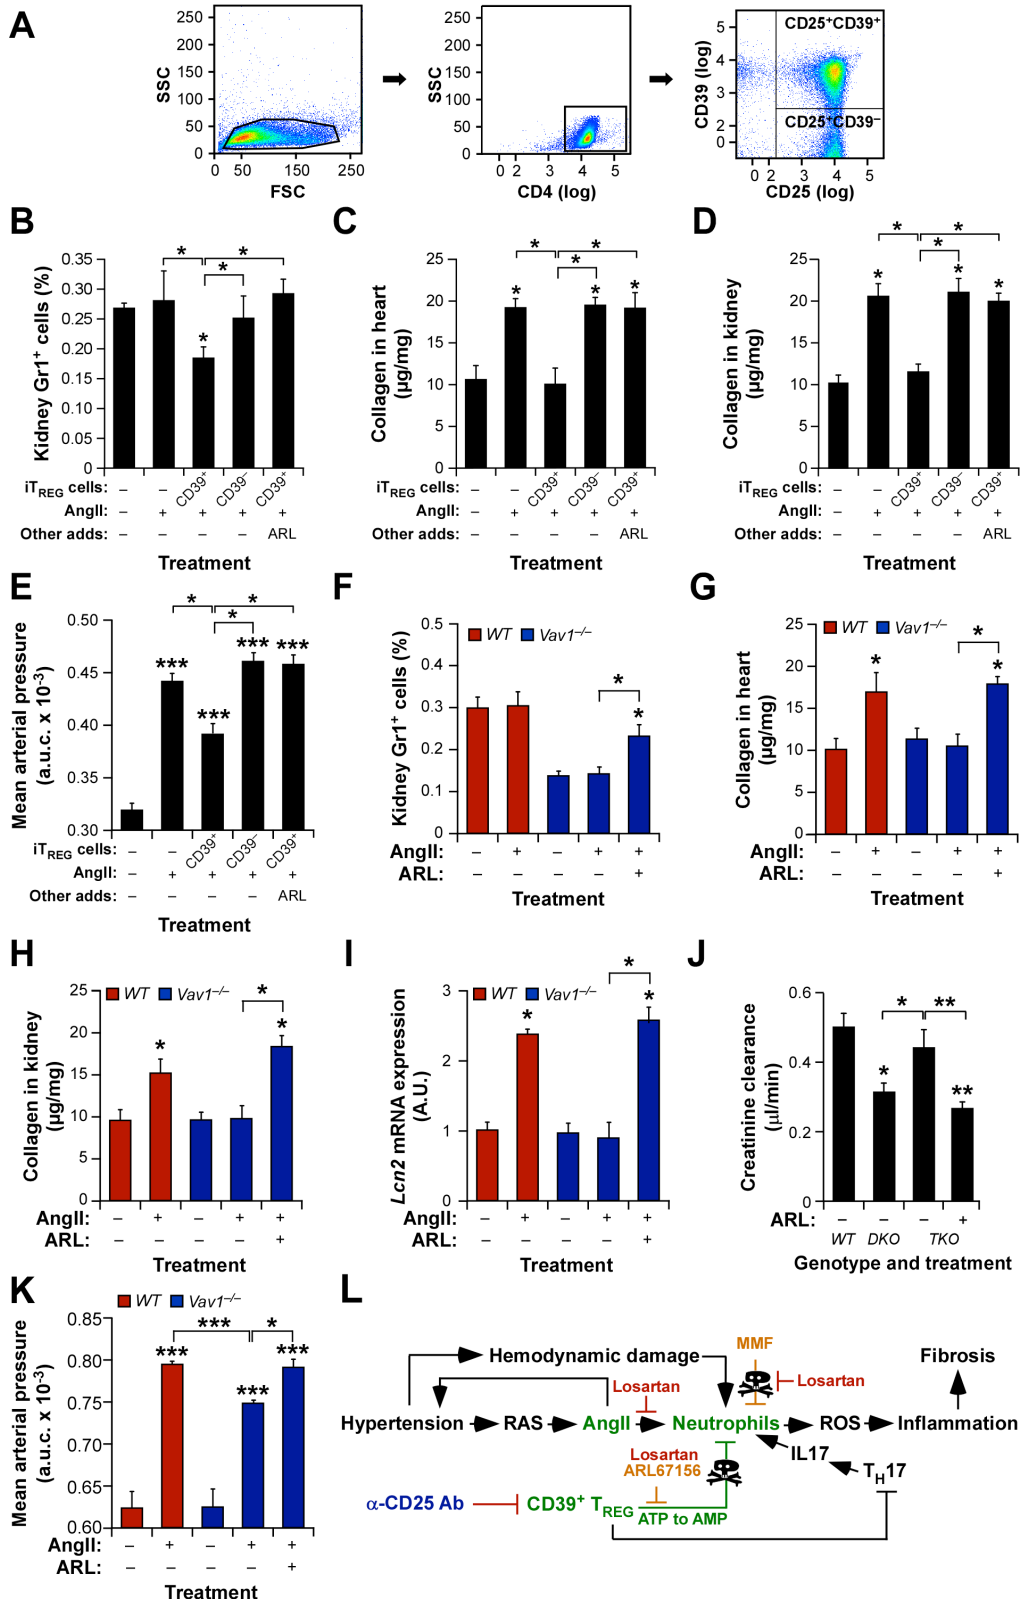 A
SSC
250
200
150
100
50
0
0 50 150 250
FSC
SSC
250
200
150
100
50
0
0 2 3 4 5
CD4 (log)
CD39 (log)
5
4
3
2
0
CD25⁺CD39⁺
CD25⁺CD39⁻
0 2 3 4 5
CD25 (log)
B
Kidney Gr1⁺ cells (%)
0.35
0.30
0.25
0.20
0.15
0.10
0.05
0
* * * *
iTREG cells: – – CD39⁺ CD39⁻ CD39⁺
AngII: – + + + +
Other adds: – – – – ARL
Treatment
C
Collagen in heart
(µg/mg)
25
20
15
10
5
0
* * * * * *
iTREG cells: – – CD39⁺ CD39⁻ CD39⁺
AngII: – + + + +
Other adds: – – – – ARL
Treatment
D
Collagen in kidney
(µg/mg)
25
20
15
10
5
0
* * * * * *
iTREG cells: – – CD39⁺ CD39⁻ CD39⁺
AngII: – + + + +
Other adds: – – – – ARL
Treatment
E
Mean arterial pressure
(a.u.c. x 10⁻³)
0.50
0.45
0.40
0.35
0.30
* * *
*** *** *** ***
iTREG cells: – – CD39⁺ CD39⁻ CD39⁺
AngII: – + + + +
Other adds: – – – – ARL
Treatment
F
WT Vav1⁻/⁻
Kidney Gr1⁺ cells (%)
0.5
0.4
0.3
0.2
0.1
0
* *
AngII: – + – + +
ARL: – – – – +
Treatment
G
WT Vav1⁻/⁻
Collagen in heart
(µg/mg)
25
20
15
10
5
0
* * *
AngII: – + – + +
ARL: – – – – +
Treatment
H
WT Vav1⁻/⁻
Collagen in kidney
(µg/mg)
25
20
15
10
5
0
* * *
AngII: – + – + +
ARL: – – – – +
Treatment
I
WT Vav1⁻/⁻
Lcn2 mRNA expression
(A.U.)
3
2
1
0
* * *
AngII: – + – + +
ARL: – – – – +
Treatment
J
Creatinine clearance
(µl/min)
0.6
0.4
0.2
0
* **
* **
ARL: – – – +
WT DKO TKO
Genotype and treatment
K
WT Vav1⁻/⁻
Mean arterial pressure
(a.u.c. x 10⁻³)
0.85
0.80
0.75
0.70
0.65
0.60
*** *
*** *** ***
AngII: – + – + +
ARL: – – – – +
Treatment
L
MMF
Hemodynamic damage
Fibrosis
Losartan
Losartan
Hypertension RAS AngII Neutrophils ROS Inflammation
Losartan
ARL67156
IL17
TH17
α-CD25 Ab
CD39⁺ TREG
ATP to AMP